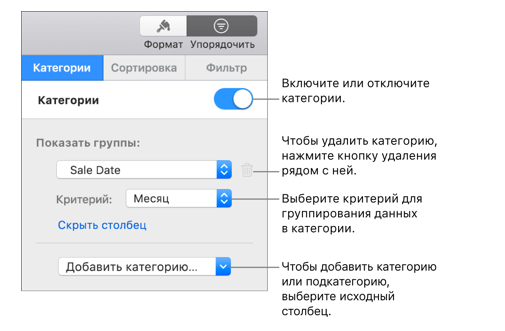 Формат Упорядочить
Категории Сортировка Фильтр
Категории
Включите или отключите
категории.
Показать группы:
Sale Date
Чтобы удалить категорию,
нажмите кнопку удаления
рядом с ней.
Критерий: Месяц
Выберите критерий для
группирования данных
в категории.
Скрыть столбец
Добавить категорию...
Чтобы добавить категорию
или подкатегорию,
выберите исходный
столбец.